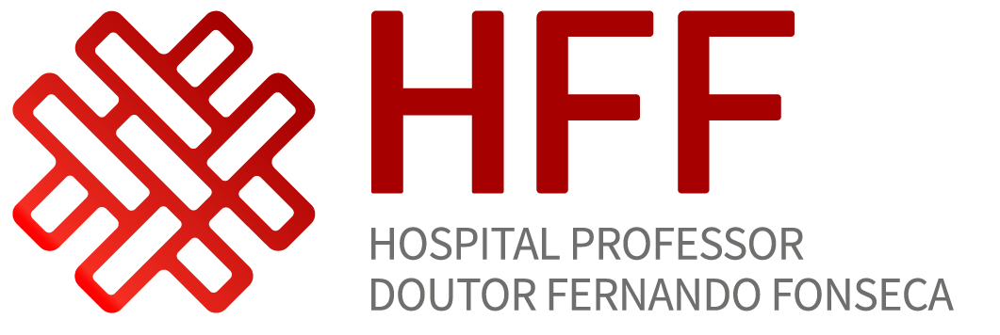 HFF
HOSPITAL PROFESSOR
DOUTOR FERNANDO FONSECA